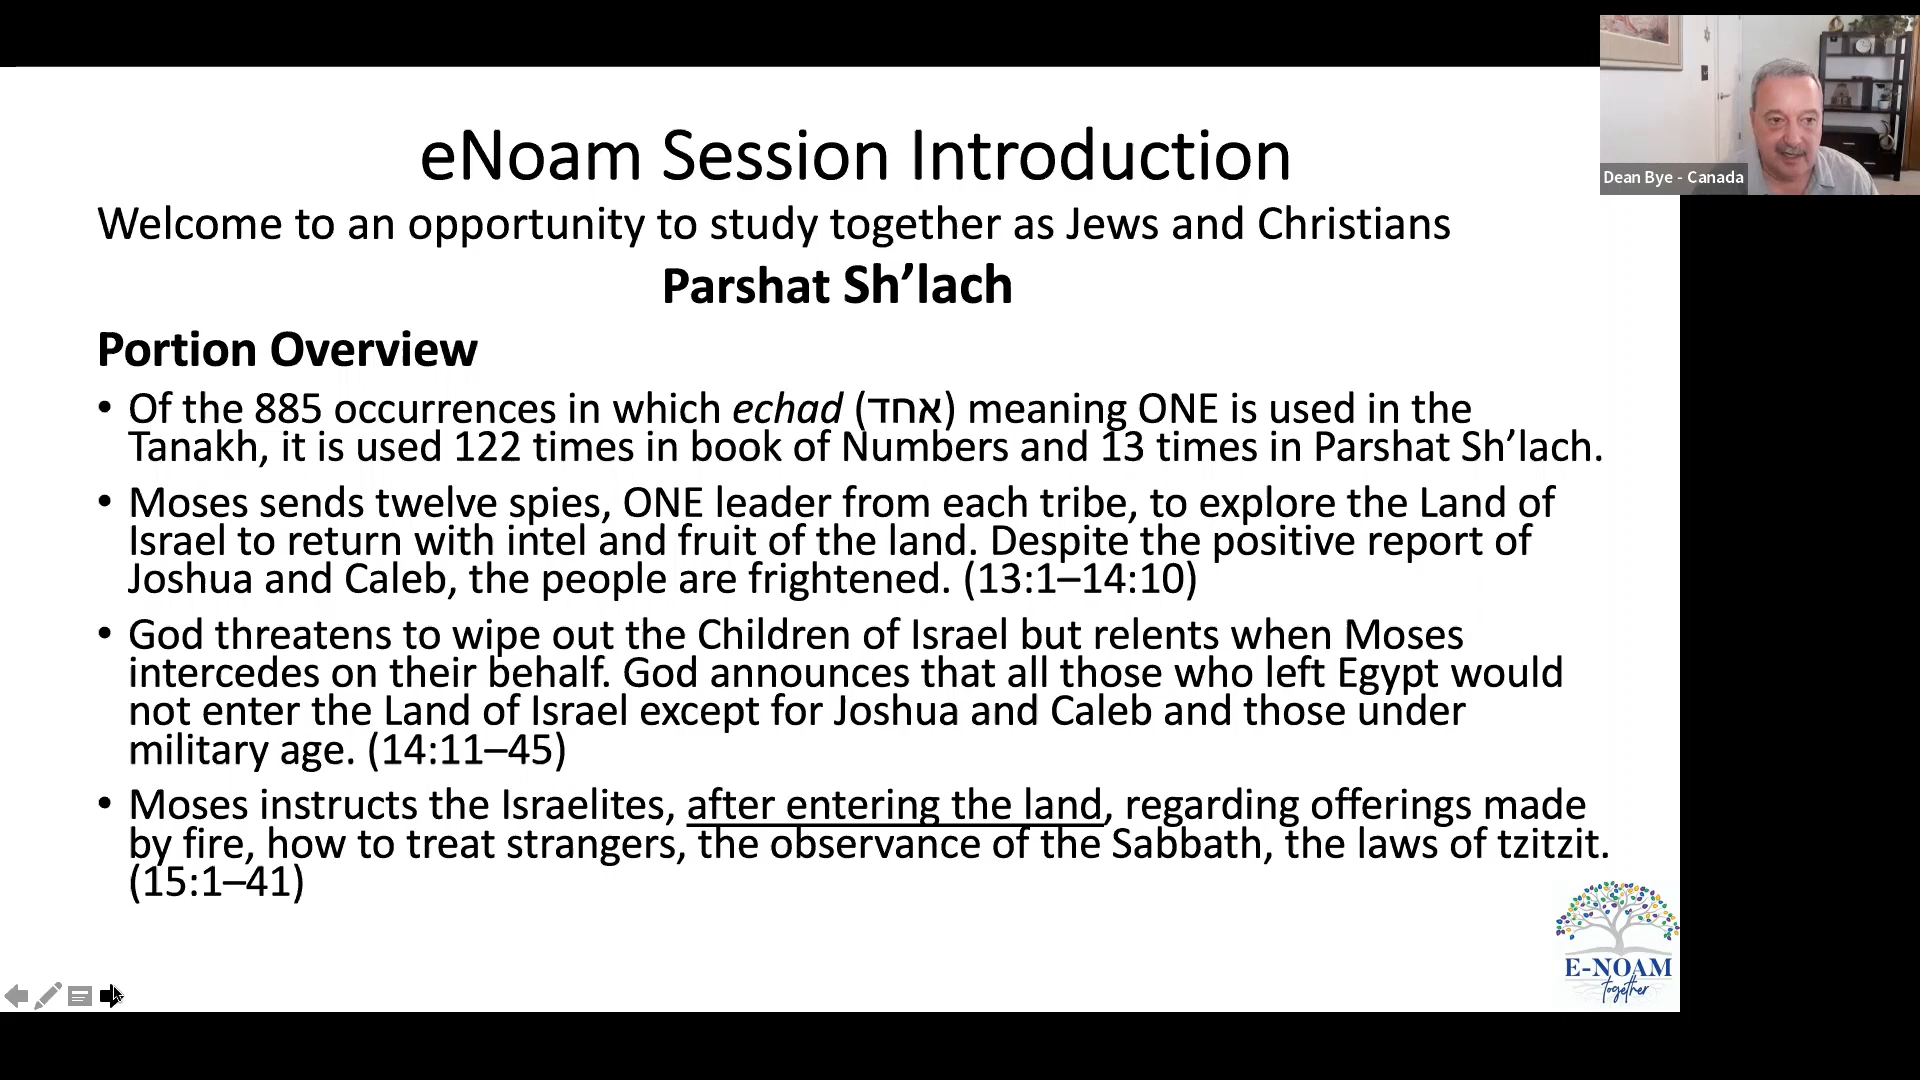 eNoam Session Introduction
Welcome to an opportunity to study together as Jews and Christians
Parshat Sh’lach
Portion Overview
• Of the 885 occurrences in which echad (אחד) meaning ONE is used in the
Tanakh, it is used 122 times in book of Numbers and 13 times in Parshat Sh’lach.
• Moses sends twelve spies, ONE leader from each tribe, to explore the Land of
Israel to return with intel and fruit of the land. Despite the positive report of
Joshua and Caleb, the people are frightened. (13:1–14:10)
• God threatens to wipe out the Children of Israel but relents when Moses
intercedes on their behalf. God announces that all those who left Egypt would
not enter the Land of Israel except for Joshua and Caleb and those under
military age. (14:11–45)
• Moses instructs the Israelites, after entering the land, regarding offerings made
by fire, how to treat strangers, the observance of the Sabbath, the laws of tzitzit.
(15:1–41)
E-NOAM
together
Dean Bye - Canada